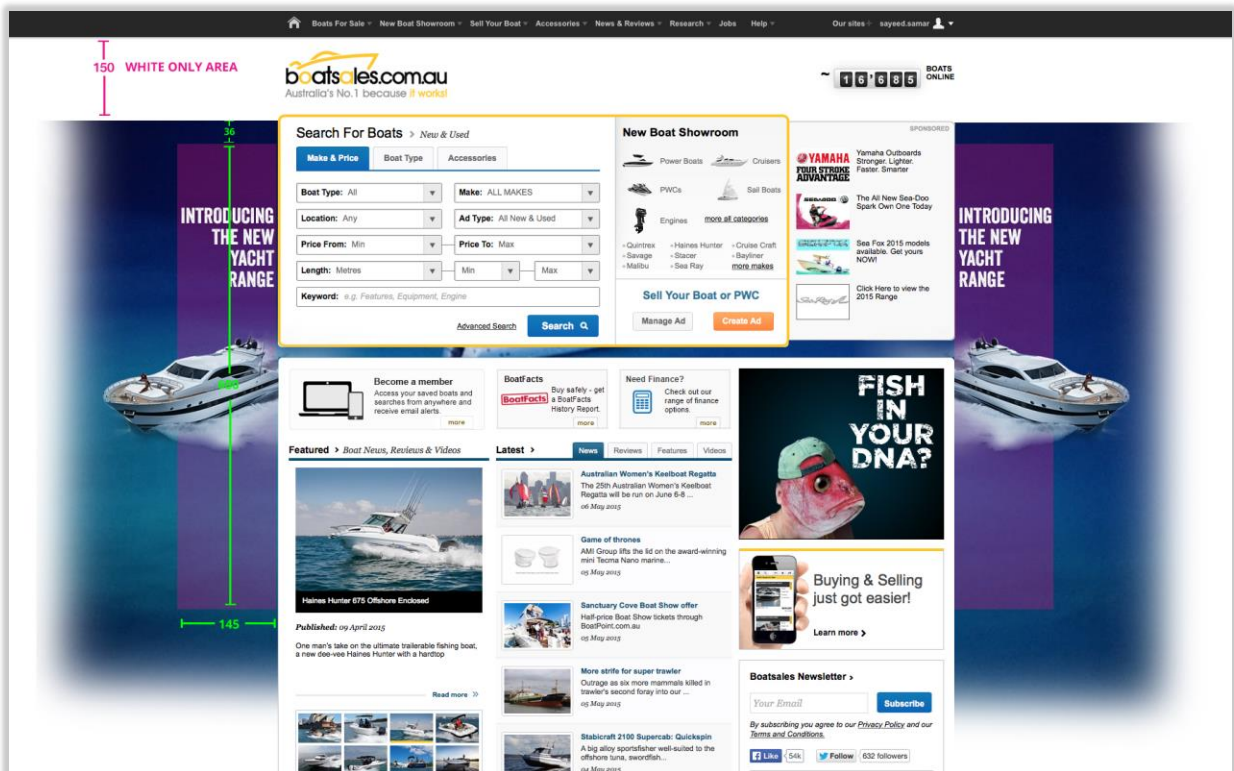 Boats For Sale
New Boat Showroom
Sell Your Boat
Accessories
News & Reviews
Research
Jobs
Help
Our sites
sayeed.samar
150 WHITE ONLY AREA
boatsales.com.au
Australia's No.1 because it works!
~ 16'685 BOATS
ONLINE
36
145
INTRODUCING
THE NEW
YACHT
RANGE
Search For Boats > New & Used
Make & Price
Boat Type
Accessories
Boat Type: All
Make: ALL MAKES
Location: Any
Ad Type: All New & Used
Price From: Min
Price To: Max
Length: Metres
Min
Max
Keyword: e.g. Features, Equipment, Engine
Advanced Search
Search
New Boat Showroom
Power Boats
Cruisers
PWCs
Sail Boats
Engines
more all categories
Quintrex
Haines Hunter
Cruise Craft
Savage
Stacer
Bayliner
Malibu
Sea Ray
more makes
Sell Your Boat or PWC
Manage Ad
Create Ad
SPONSORED
YAMAHA
FOUR STROKE
ADVANTAGE
Yamaha Outboards
Stronger. Lighter.
Faster. Smarter
The All New Sea-Doo
Spark Own One Today
Sea Fox 2015 models
available. Get yours
NOW!
Click Here to view the
2015 Range
INTRODUCING
THE NEW
YACHT
RANGE
Become a member
Access your saved boats and
searches from anywhere and
receive email alerts.
more
BoatFacts
BoatFacts
Buy safely - get
a BoatFacts
History Report.
more
Need Finance?
Check out our
range of finance
options.
more
FISH
IN
YOUR
DNA?
Featured > Boat News, Reviews & Videos
Haines Hunter 675 Offshore Enclosed
Published: 09 April 2015
One man's take on the ultimate trailerable fishing boat,
a new dee-vee Haines Hunter with a hardtop
Read more »
Latest >
News
Reviews
Features
Videos
Australian Women's Keelboat Regatta
The 25th Australian Women's Keelboat
Regatta will be run on June 6-8 ...
06 May 2015
Game of thrones
AMI Group lifts the lid on the award-winning
mini Tecma Nano marine...
05 May 2015
Sanctuary Cove Boat Show offer
Half-price Boat Show tickets through
BoatPoint.com.au
05 May 2015
More strife for super trawler
Outrage as six more mammals killed in
trawler's second foray into our ...
05 May 2015
Stabicraft 2100 Supercab: Quickspin
A big alloy sportsfisher well-suited to the
offshore tuna, swordfish...
04 May 2015
Buying & Selling
just got easier!
Learn more >
Boatsales Newsletter >
Your Email
Subscribe
By subscribing you agree to our Privacy Policy and our
Terms and Conditions.
Like
54k
Follow
632 followers